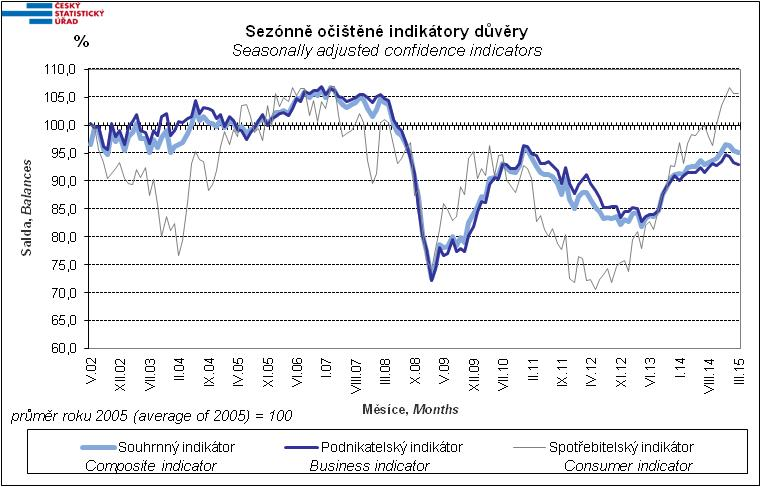 ČESKÝ
STATISTICKÝ
ÚŘAD
Sezónně očištěné indikátory důvěry
Seasonally adjusted confidence indicators
%
110,0
105,0
100,0
95,0
90,0
85,0
80,0
75,0
70,0
65,0
60,0
Salda, Balances
V.02
XII.02
VII.03
II.04
IX.04
IV.05
XI.05
VI.06
I.07
VIII.07
III.08
X.08
V.09
XII.09
VII.10
II.11
IX.11
IV.12
XI.12
VI.13
I.14
VIII.14
III.15
Měsíce, Months
průměr roku 2005 (average of 2005) = 100
Souhrnný indikátor Podnikatelský indikátor Spotřebitelský indikátor
Composite indicator Business indicator Consumer indicator